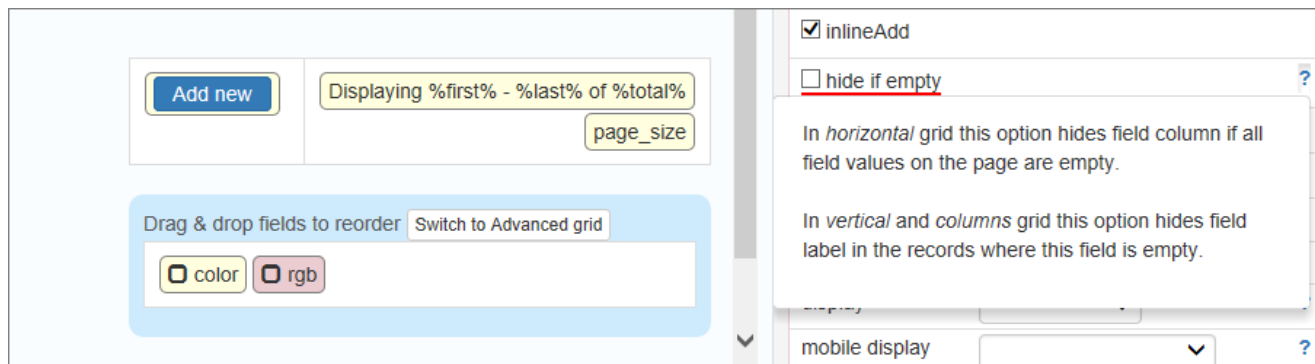 Add new
Displaying %first% - %last% of %total%
page_size
Drag & drop fields to reorder Switch to Advanced grid
color rgb
inlineAdd
hide if empty ?
In horizontal grid this option hides field column if all
field values on the page are empty.
In vertical and columns grid this option hides field
label in the records where this field is empty.
display ?
mobile display ?